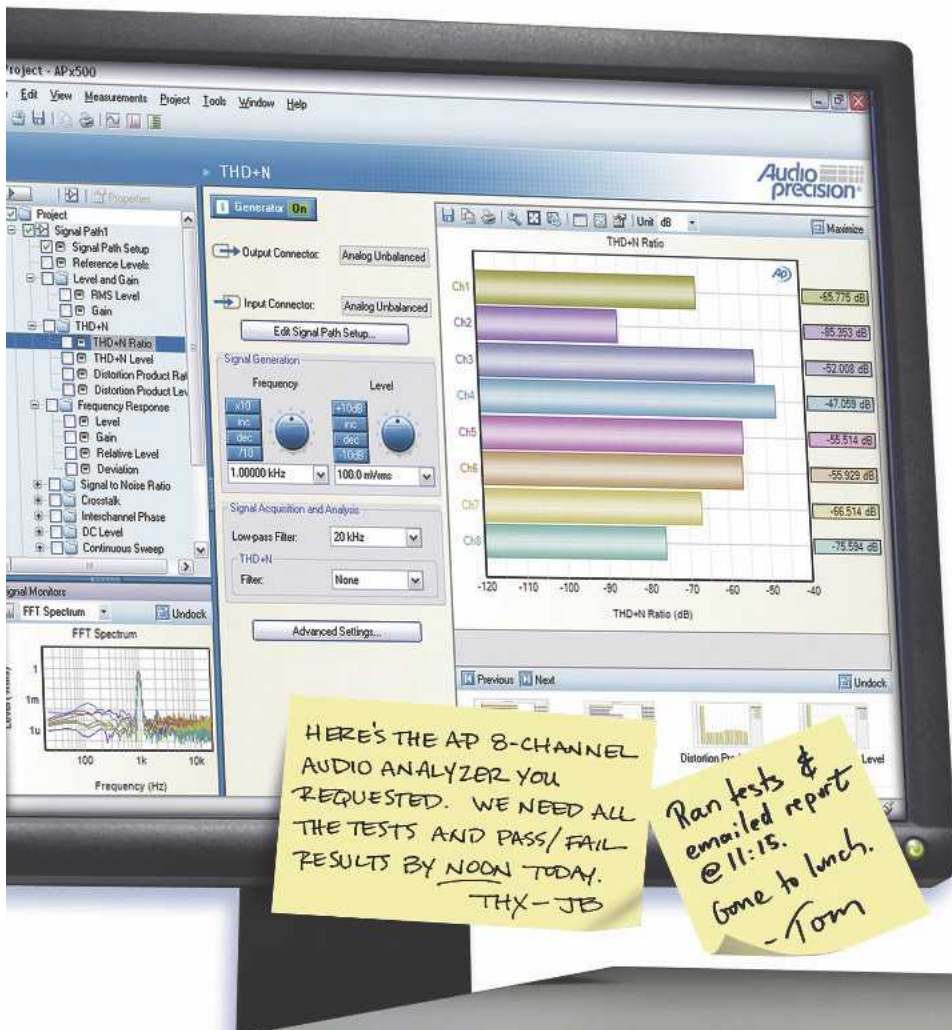 Project - APx500
Edit View Measurements Project Tools Window Help
THD+N
Audio
precision
Properties
Project
Signal Path1
Signal Path Setup
Reference Levels
Level and Gain
RMS Level
Gain
THD+N
THD+N Ratio
THD+N Level
Distortion Product Rat
Distortion Product Lev
Frequency Response
Level
Gain
Relative Level
Deviation
Signal to Noise Ratio
Crosstalk
Interchannel Phase
DC Level
Continuous Sweep
Signal Monitors
FFT Spectrum
Undock
FFT Spectrum
1
1m
1u
100 1k 10k
Frequency (Hz)
Generator On
Output Connector: Analog Unbalanced
Input Connector: Analog Unbalanced
Edit Signal Path Setup...
Signal Generation
Frequency Level
x10 +10dB
inc inc
dec dec
/10 -10dB
1.00000 kHz 100.0 mVrms
Signal Acquisition and Analysis
Low-pass Filter: 20 kHz
THD+N
Filter: None
Advanced Settings...
Unit dB
Maximize
THD+N Ratio
AP
Ch1 -65.775 dB
Ch2 -85.353 dB
Ch3 -52.008 dB
Ch4 -47.059 dB
Ch5 -55.514 dB
Ch6 -55.929 dB
Ch7 -66.514 dB
Ch8 -75.594 dB
-120 -110 -100 -90 -80 -70 -60 -50 -40
THD+N Ratio (dB)
Previous Next
Undock
Distortion
Level
HERE'S THE AP 8-CHANNEL
AUDIO ANALYZER YOU
REQUESTED. WE NEED ALL
THE TESTS AND PASS/FAIL
RESULTS BY NOON TODAY.
THX-JB
Ran tests &
emailed report
@ 11:15.
Gone to lunch.
- Tom